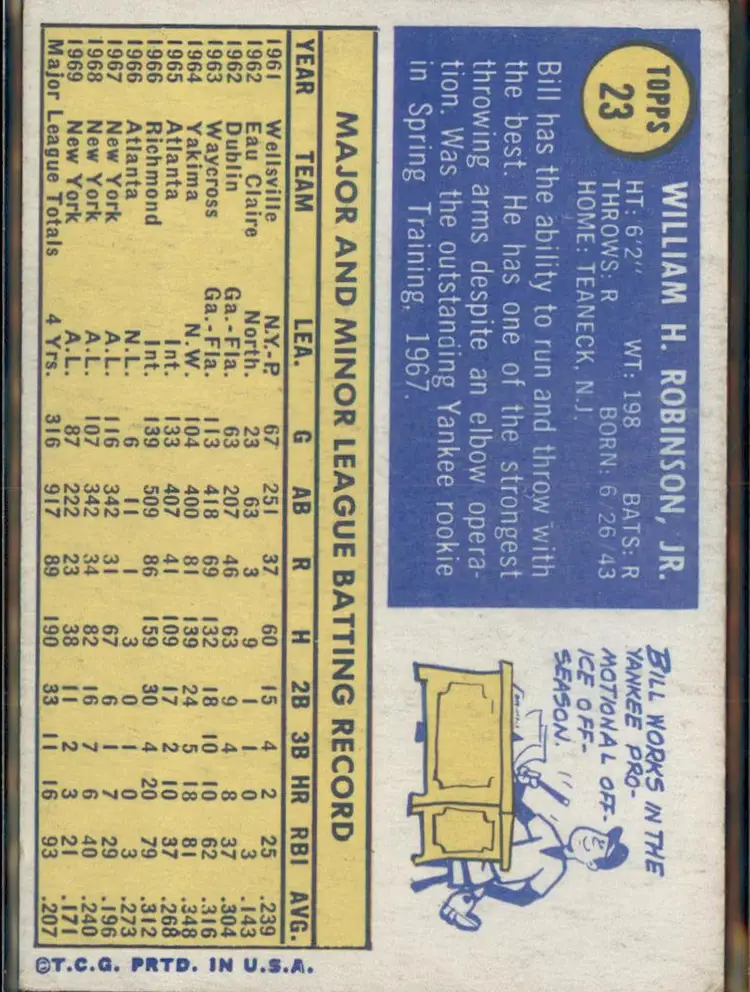 TOPPS
23
WILLIAM H. ROBINSON, JR.
HT: 6'2" WT: 198 BATS: R
THROWS: R BORN: 6/26/43
HOME: TEANECK, N.J.
Bill has the ability to run and throw with
the best. He has one of the strongest
throwing arms despite an elbow opera-
tion. Was the outstanding Yankee rookie
in Spring Training, 1967.
BILL WORKS IN THE
YANKEE PRO-
MOTIONAL OFF-
ICE OFF-
SEASON.
MAJOR AND MINOR LEAGUE BATTING RECORD
YEAR TEAM LEA. G AB R H 2B 3B HR RBI AVG.
1961 Wellsville N.Y.-P. 67 251 37 60 15 4 2 25 .239
1962 Eau Claire North. 23 63 3 9 1 1 0 3 .143
1962 Dublin Ga.-Fla. 63 207 46 63 9 4 8 37 .304
1963 Waycross Ga.-Fla. 113 418 69 132 18 10 10 62 .316
1964 Yakima N.W. 104 400 81 139 24 5 18 81 .348
1965 Atlanta Int. 133 407 41 109 17 2 10 37 .268
1966 Richmond Int. 139 509 86 159 30 4 20 79 .312
1966 Atlanta N.L. 6 11 1 3 0 1 0 3 .273
1967 New York A.L. 116 342 31 67 6 1 7 29 .196
1968 New York A.L. 107 342 34 82 16 7 6 40 .240
1969 New York A.L. 87 222 23 38 11 2 3 21 .171
Major League Totals 4 Yrs. 316 917 89 190 33 11 16 93 .207
©T.C.G. PRTD. IN U.S.A.